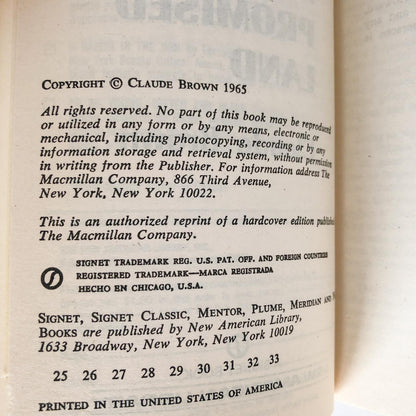 PROMISED
LAND
COPYRIGHT © CLAUDE BROWN 1965
All rights reserved. No part of this book may be reproduced
or utilized in any form or by any means, electronic or
mechanical, including photocopying, recording or by any
information storage and retrieval system, without permission
in writing from the Publisher. For information address The
Macmillan Company, 866 Third Avenue,
New York, New York 10022.
This is an authorized reprint of a hardcover edition published
The Macmillan Company.
SIGNET TRADEMARK REG. U.S. PAT. OFF. AND FOREIGN COUNTRIES
REGISTERED TRADEMARK—MARCA REGISTRADA
HECHO EN CHICAGO, U.S.A.
SIGNET, SIGNET CLASSIC, MENTOR, PLUME, MERIDIAN AND
BOOKS are published by New American Library,
1633 Broadway, New York, New York 10019
25 26 27 28 29 30 31 32 33
PRINTED IN THE UNITED STATES OF AMERICA